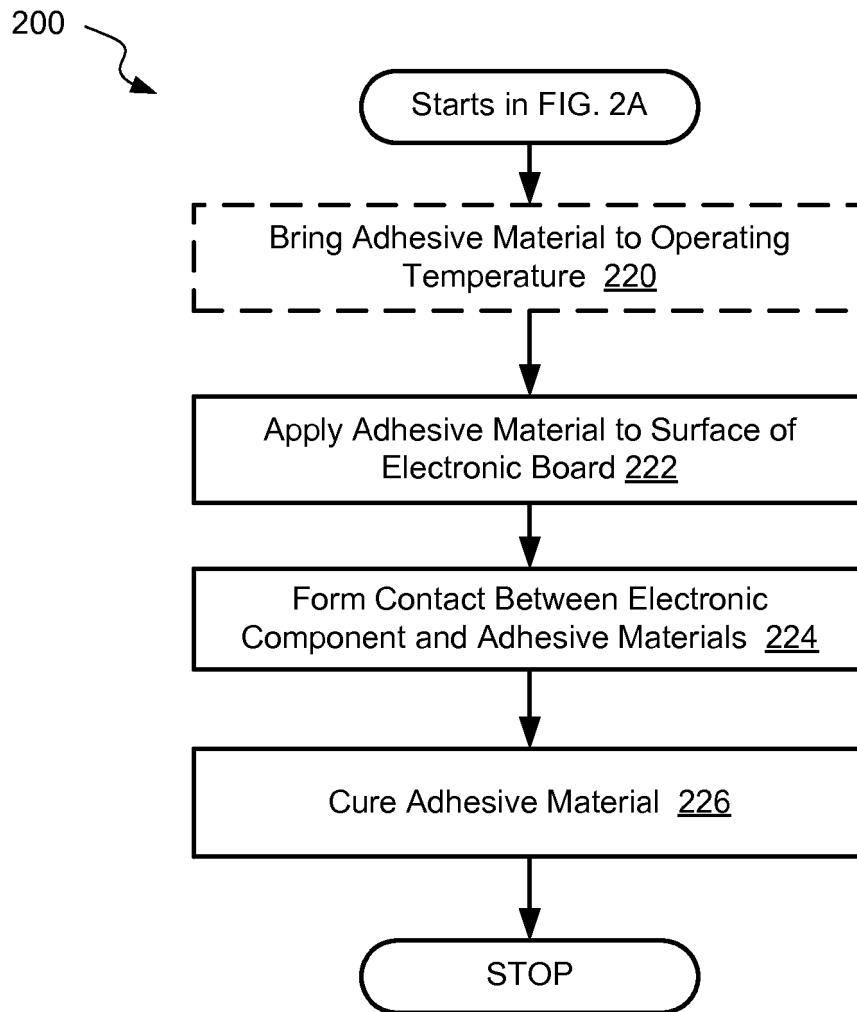 200
Starts in FIG. 2A
Bring Adhesive Material to Operating
Temperature 220
Apply Adhesive Material to Surface of
Electronic Board 222
Form Contact Between Electronic
Component and Adhesive Materials 224
Cure Adhesive Material 226
STOP